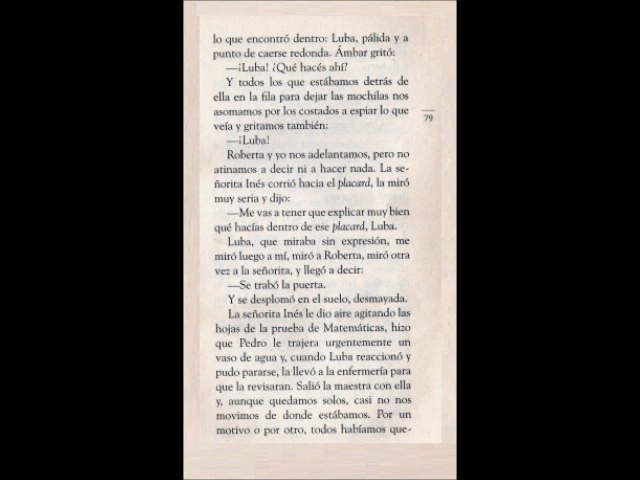 lo que encontró dentro: Luba, pálida y a
punto de caerse redonda. Ámbar gritó:
—¡Luba! ¿Qué hacés ahí?
Y todos los que estábamos detrás de
ella en la fila para dejar las mochilas nos
asomamos por los costados a espiar lo que
veía y gritamos también:
79
—¡Luba!
Roberta y yo nos adelantamos, pero no
atinamos a decir ni a hacer nada. La se-
ñorita Inés corrió hacia el placard, la miró
muy seria y dijo:
—Me vas a tener que explicar muy bien
qué hacías dentro de ese placard, Luba.
Luba, que miraba sin expresión, me
miró luego a mí, miró a Roberta, miró otra
vez a la señorita, y llegó a decir:
—Se trabó la puerta.
Y se desplomó en el suelo, desmayada.
La señorita Inés le dio aire agitando las
hojas de la prueba de Matemáticas, hizo
que Pedro le trajera urgentemente un
vaso de agua y, cuando Luba reaccionó y
pudo pararse, la llevó a la enfermería para
que la revisaran. Salió la maestra con ella
y, aunque quedamos solos, casi no nos
movimos de donde estábamos. Por un
motivo o por otro, todos habíamos que-